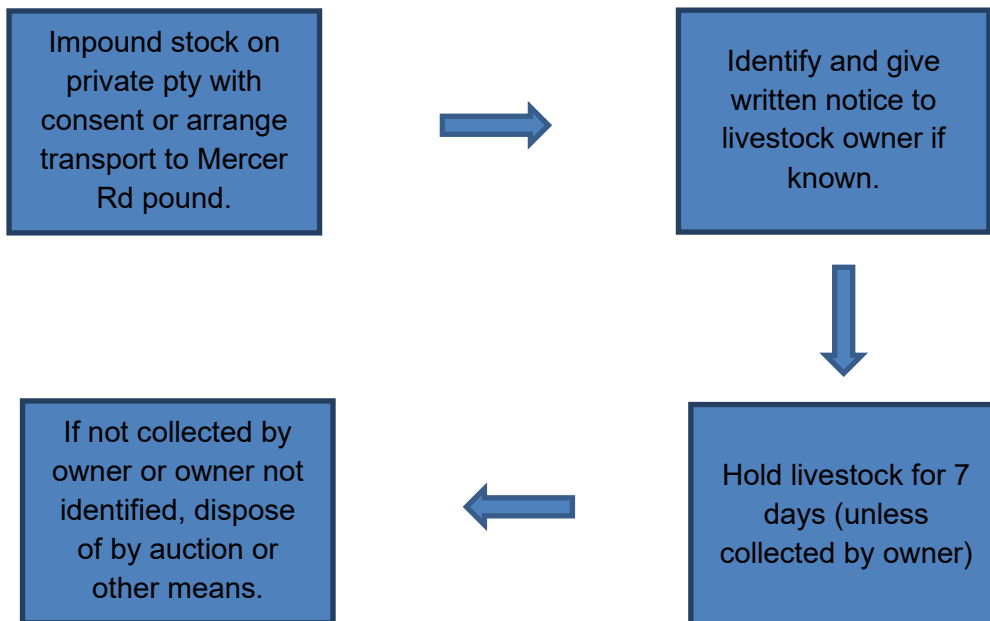 Impound stock on
private pty with
consent or arrange
transport to Mercer
Rd pound.
Identify and give
written notice to
livestock owner if
known.
Hold livestock for 7
days (unless
collected by owner)
If not collected by
owner or owner not
identified, dispose
of by auction or
other means.